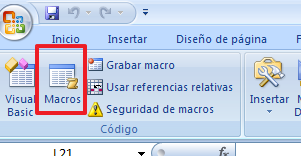 Inicio Insertar Diseño de página
Visual Basic
Macros
Grabar macro
Usar referencias relativas
Seguridad de macros
Insertar
Código
L21
fx